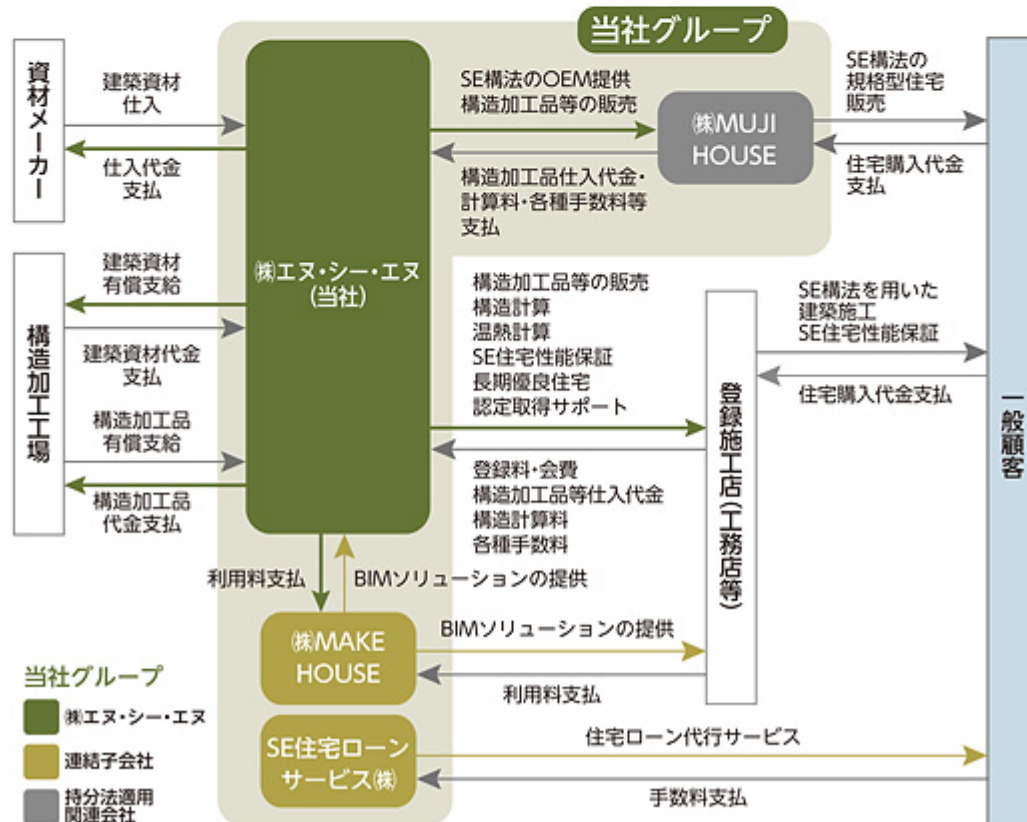 当社グループ
資材メーカー
建築資材
仕入
仕入代金
支払
㈱エヌ・シー・エヌ
(当社)
SE構法のOEM提供
構造加工品等の販売
構造加工品仕入代金・
計算料・各種手数料等
支払
㈱MUJI
HOUSE
SE構法の
規格型住宅
販売
住宅購入代金
支払
一般顧客
構造加工工場
建築資材
有償支給
建築資材代金
支払
構造加工品
有償支給
構造加工品
代金支払
構造加工品等の販売
構造計算
温熱計算
SE住宅性能保証
長期優良住宅
認定取得サポート
登録料・会費
構造加工品等仕入代金
構造計算料
各種手数料
登録施工店(工務店等)
SE構法を用いた
建築施工
SE住宅性能保証
住宅購入代金支払
利用料支払
BIMソリューションの提供
㈱MAKE
HOUSE
BIMソリューションの提供
利用料支払
SE住宅ローン
サービス㈱
住宅ローン代行サービス
手数料支払
当社グループ
㈱エヌ・シー・エヌ
連結子会社
持分法適用
関連会社